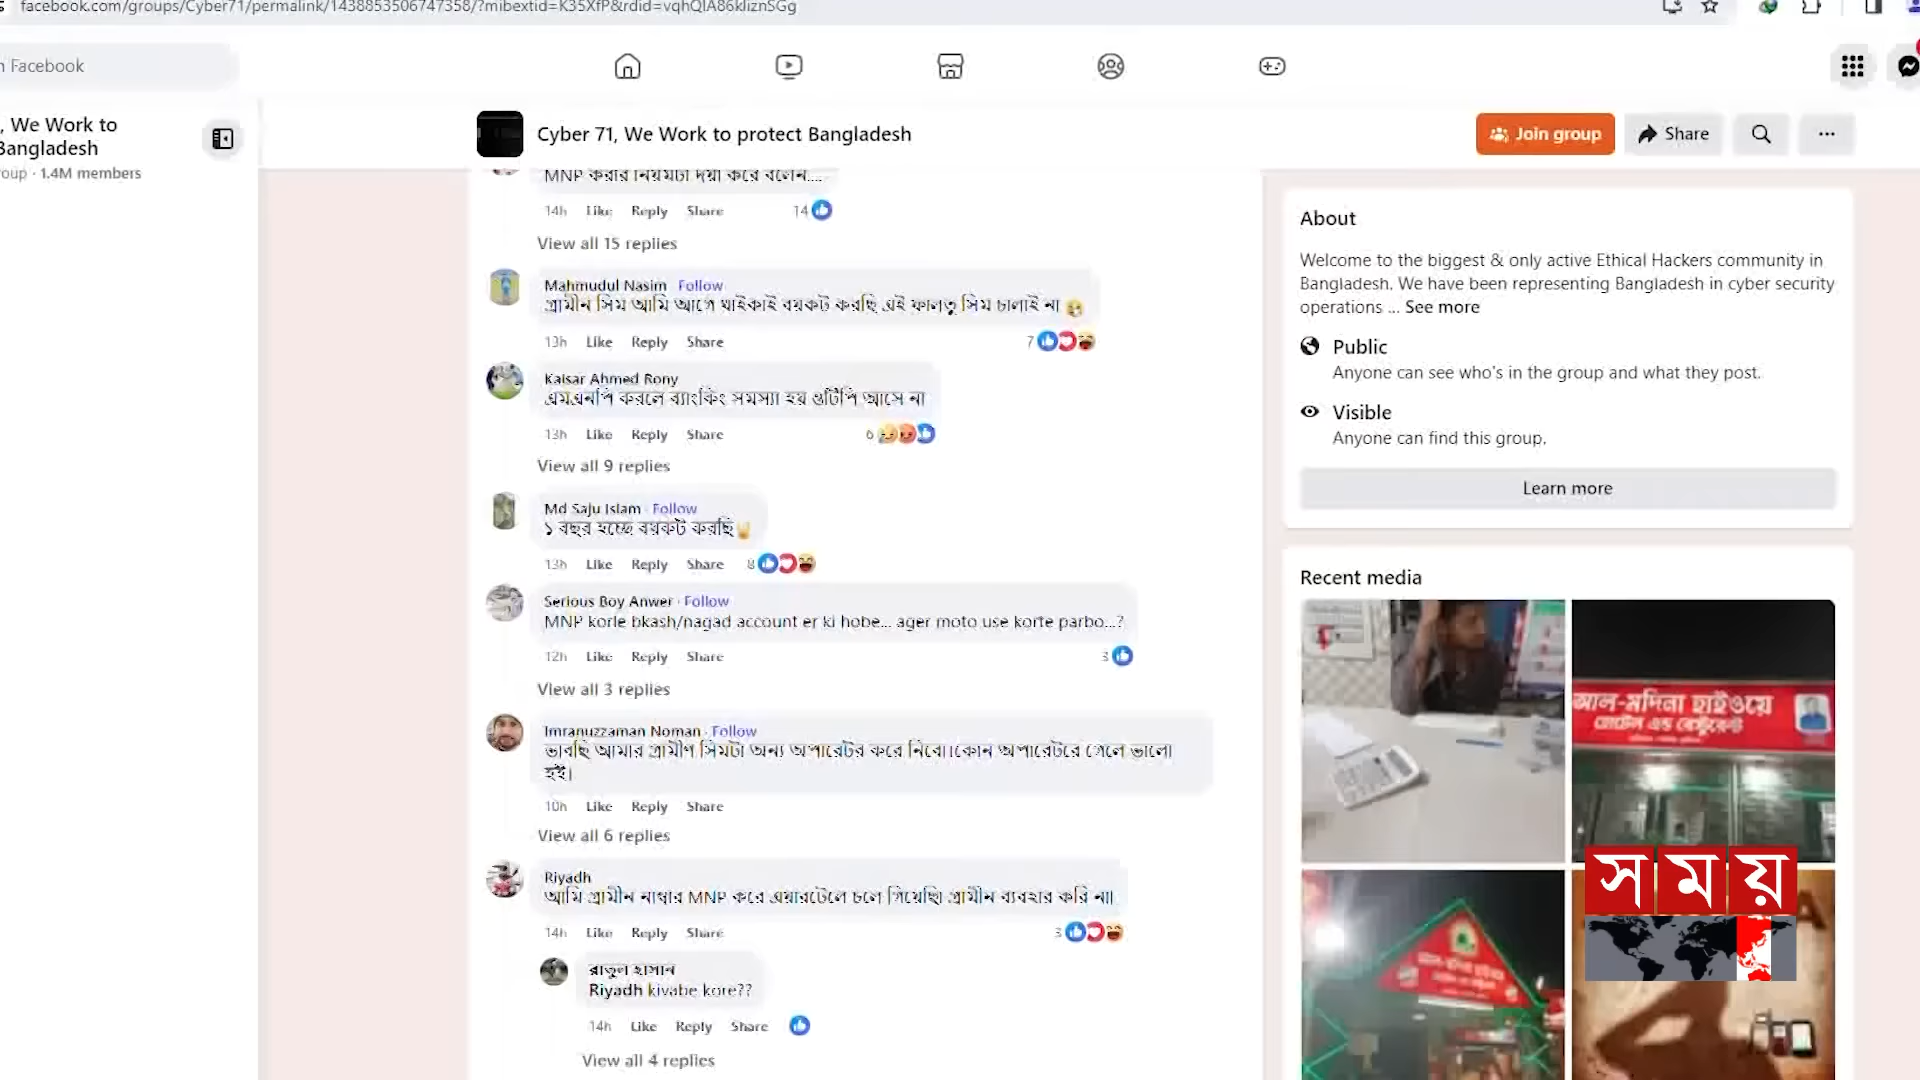 facebook.com/groups/Cyber71/permalink/1438853506747358/?mibextid=K35XfP&rdid=vqhQIA86kIiznSGg
n Facebook
, We Work to
Bangladesh
oup · 1.4M members
Cyber 71, We Work to protect Bangladesh
Join group
Share
MNP করার নিয়মটা দয়া করে বলেন....
14h Like Reply Share 14
View all 15 replies
Mahmudul Nasim · Follow
গ্রামীন সিম আমি আগে থাইকাই বয়কট করছি এই ফালতু সিম চালাই না
13h Like Reply Share 7
Kaisar Ahmed Rony
এমএনপি করলে ব্যাংকিং সমস্যা হয় ওটিপি আসে না
13h Like Reply Share 6
View all 9 replies
Md Saju Islam · Follow
১ বছর হচ্ছে বয়কট করছি
13h Like Reply Share 8
Serious Boy Anwer · Follow
MNP korle bkash/nagad account er ki hobe... ager moto use korte parbo...?
12h Like Reply Share 3
View all 3 replies
Imranuzzaman Noman · Follow
ভাবছি আমার গ্রামীণ সিমটা অন্য অপারেটর করে নিবো।কোন অপারেটরে গেলে ভালো
হই।
10h Like Reply Share
View all 6 replies
Riyadh
আমি গ্রামীন নাম্বার MNP করে এয়ারটেলে চলে গিয়েছি। গ্রামীন ব্যবহার করি না।
14h Like Reply Share 3
রাতুল হাসান
Riyadh kivabe kore??
14h Like Reply Share
View all 4 replies
About
Welcome to the biggest & only active Ethical Hackers community in
Bangladesh. We have been representing Bangladesh in cyber security
operations ... See more
Public
Anyone can see who's in the group and what they post.
Visible
Anyone can find this group.
Learn more
Recent media
আল-মদিনা হাইওয়ে
হোটেল এন্ড রেস্টুরেন্ট
সময়